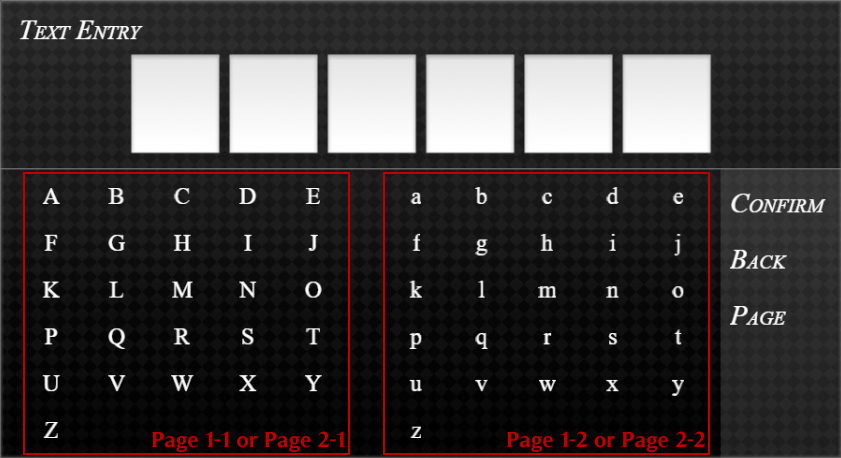 TEXT ENTRY
A B C D E
F G H I J
K L M N O
P Q R S T
U V W X Y
Z
Page 1-1 or Page 2-1
a b c d e
f g h i j
k l m n o
p q r s t
u v w x y
z
Page 1-2 or Page 2-2
CONFIRM
BACK
PAGE